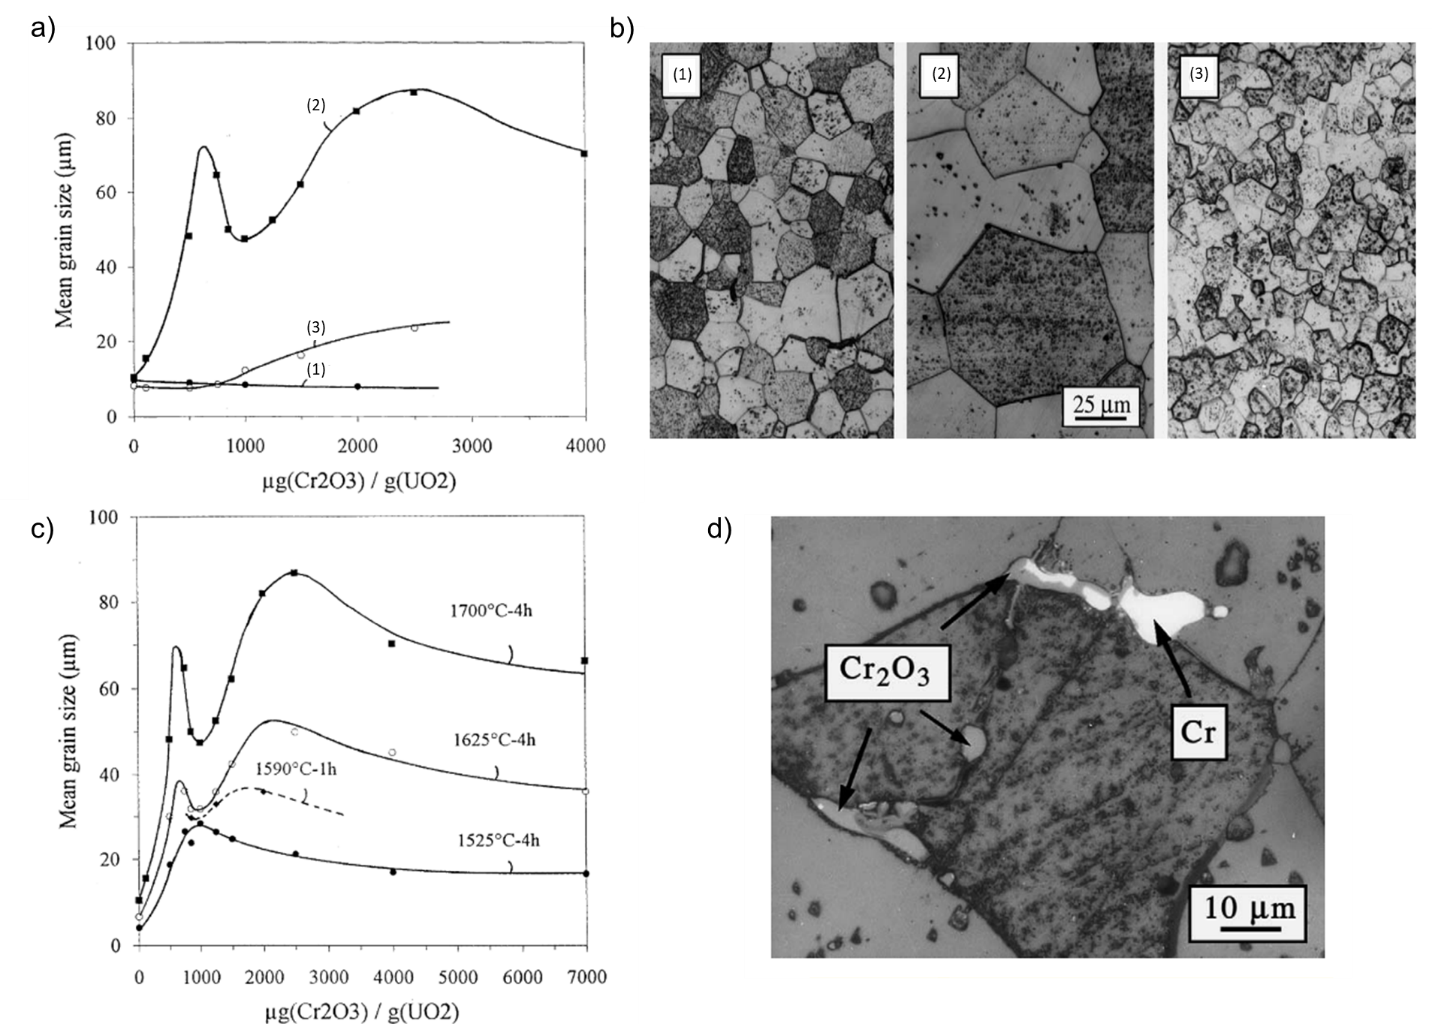 a)
100
80
60
40
20
0
Mean grain size (µm)
(2)
(3)
(1)
0
1000
2000
3000
4000
µg(Cr2O3) / g(UO2)
b)
(1)
(2)
25 µm
(3)
c)
100
80
60
40
20
0
Mean grain size (µm)
1700°C-4h
1625°C-4h
1590°C-1h
1525°C-4h
0
1000
2000
3000
4000
5000
6000
7000
µg(Cr2O3) / g(UO2)
d)
Cr₂O₃
Cr
10 µm